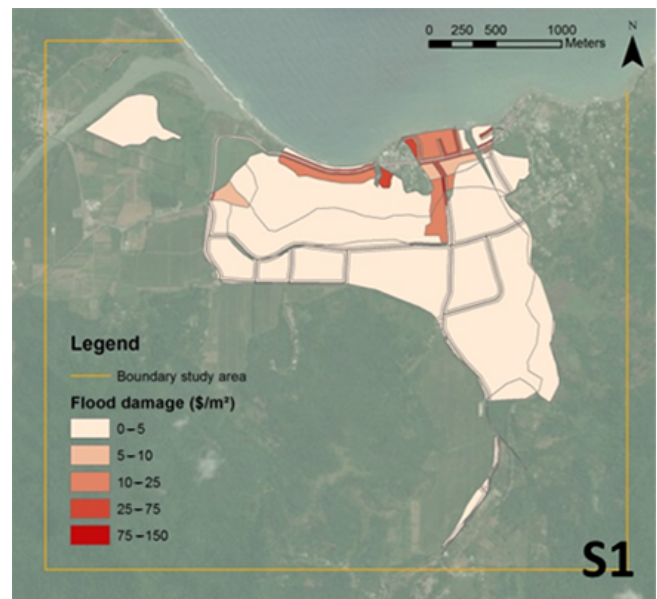 0 250 500 1000
Meters
N
Legend
Boundary study area
Flood damage ($/m²)
0–5
5–10
10–25
25–75
75–150
S1